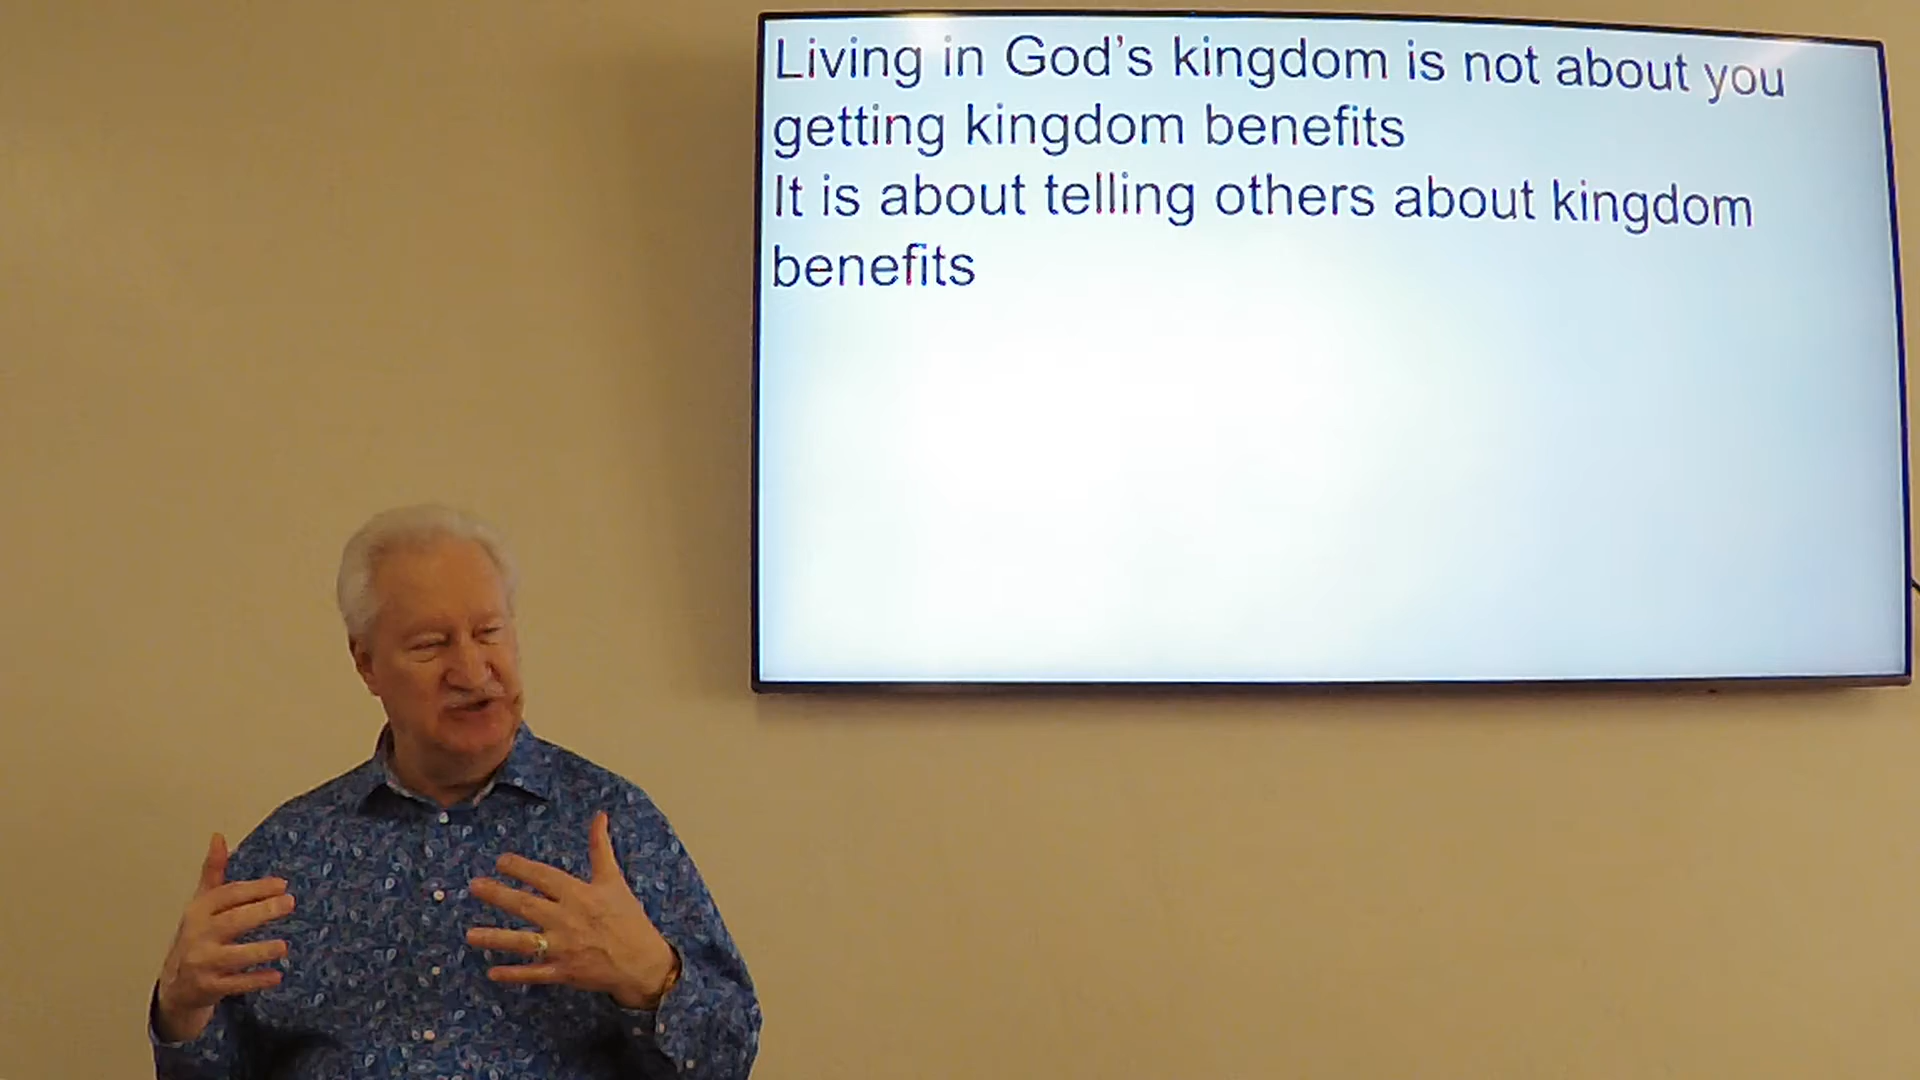 Living in God’s kingdom is not about you
getting kingdom benefits
It is about telling others about kingdom
benefits